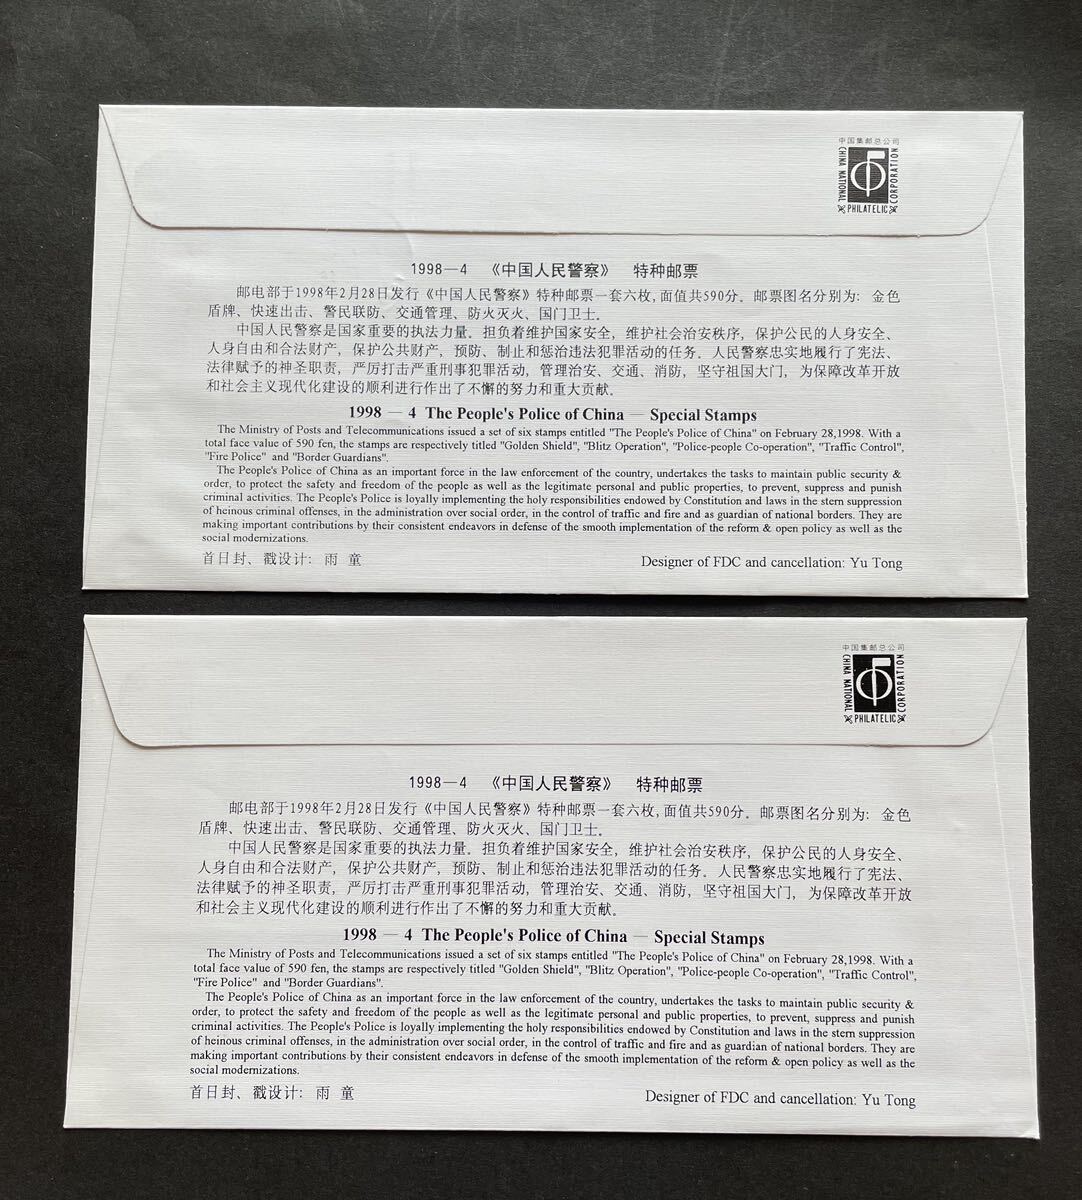 中国集邮总公司
CHINA NATIONAL
PHILATELIC
CORPORATION
1998—4 《中国人民警察》 特种邮票
邮电部于1998年2月28日发行《中国人民警察》特种邮票一套六枚,面值共590分。邮票图名分别为：金色
盾牌、快速出击、警民联防、交通管理、防火灭火、国门卫士。
中国人民警察是国家重要的执法力量。担负着维护国家安全，维护社会治安秩序，保护公民的人身安全、
人身自由和合法财产，保护公共财产，预防、制止和惩治违法犯罪活动的任务。人民警察忠实地履行了宪法、
法律赋予的神圣职责，严厉打击严重刑事犯罪活动，管理治安、交通、消防，坚守祖国大门，为保障改革开放
和社会主义现代化建设的顺利进行作出了不懈的努力和重大贡献。
1998 — 4 The People's Police of China — Special Stamps
The Ministry of Posts and Telecommunications issued a set of six stamps entitled "The People's Police of China" on February 28,1998. With a
total face value of 590 fen, the stamps are respectively titled "Golden Shield", "Blitz Operation", "Police-people Co-operation", "Traffic Control",
"Fire Police" and "Border Guardians".
The People's Police of China as an important force in the law enforcement of the country, undertakes the tasks to maintain public security &
order, to protect the safety and freedom of the people as well as the legitimate personal and public properties, to prevent, suppress and punish
criminal activities. The People's Police is loyally implementing the holy responsibilities endowed by Constitution and laws in the stern suppression
of heinous criminal offenses, in the administration over social order, in the control of traffic and fire and as guardian of national borders. They are
making important contributions by their consistent endeavors in defense of the smooth implementation of the reform & open policy as well as the
social modernizations.
首日封、戳设计：雨 童 Designer of FDC and cancellation: Yu Tong
中国集邮总公司
CHINA NATIONAL
PHILATELIC
CORPORATION
1998—4 《中国人民警察》 特种邮票
邮电部于1998年2月28日发行《中国人民警察》特种邮票一套六枚,面值共590分。邮票图名分别为：金色
盾牌、快速出击、警民联防、交通管理、防火灭火、国门卫士。
中国人民警察是国家重要的执法力量。担负着维护国家安全，维护社会治安秩序，保护公民的人身安全、
人身自由和合法财产，保护公共财产，预防、制止和惩治违法犯罪活动的任务。人民警察忠实地履行了宪法、
法律赋予的神圣职责，严厉打击严重刑事犯罪活动，管理治安、交通、消防，坚守祖国大门，为保障改革开放
和社会主义现代化建设的顺利进行作出了不懈的努力和重大贡献。
1998 — 4 The People's Police of China — Special Stamps
The Ministry of Posts and Telecommunications issued a set of six stamps entitled "The People's Police of China" on February 28,1998. With a
total face value of 590 fen, the stamps are respectively titled "Golden Shield", "Blitz Operation", "Police-people Co-operation", "Traffic Control",
"Fire Police" and "Border Guardians".
The People's Police of China as an important force in the law enforcement of the country, undertakes the tasks to maintain public security &
order, to protect the safety and freedom of the people as well as the legitimate personal and public properties, to prevent, suppress and punish
criminal activities. The People's Police is loyally implementing the holy responsibilities endowed by Constitution and laws in the stern suppression
of heinous criminal offenses, in the administration over social order, in the control of traffic and fire and as guardian of national borders. They are
making important contributions by their consistent endeavors in defense of the smooth implementation of the reform & open policy as well as the
social modernizations.
首日封、戳设计：雨 童 Designer of FDC and cancellation: Yu Tong